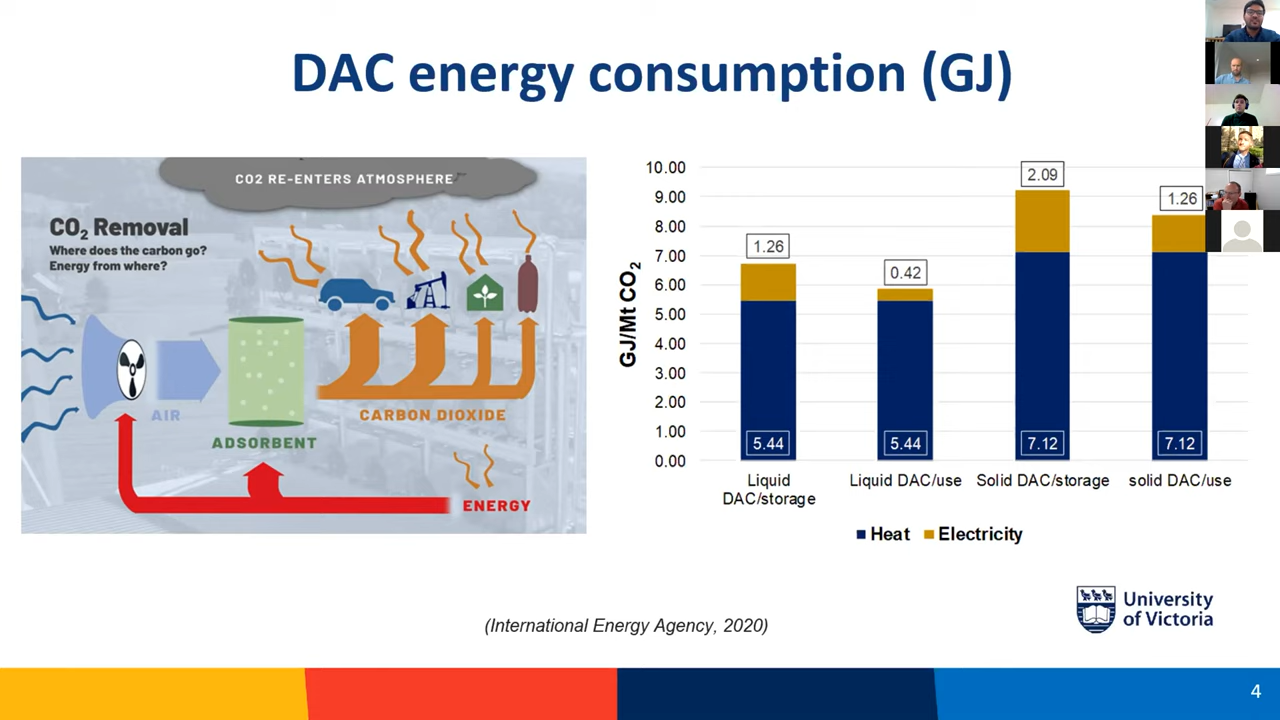 DAC energy consumption (GJ)
CO2 RE-ENTERS ATMOSPHERE
CO₂ Removal
Where does the carbon go?
Energy from where?
AIR
ADSORBENT
CARBON DIOXIDE
ENERGY
GJ/Mt CO₂
10.00
9.00
8.00
7.00
6.00
5.00
4.00
3.00
2.00
1.00
0.00
1.26
0.42
2.09
1.26
5.44
5.44
7.12
7.12
Liquid
DAC/storage
Liquid DAC/use
Solid DAC/storage
solid DAC/use
Heat
Electricity
(International Energy Agency, 2020)
University
of Victoria
4